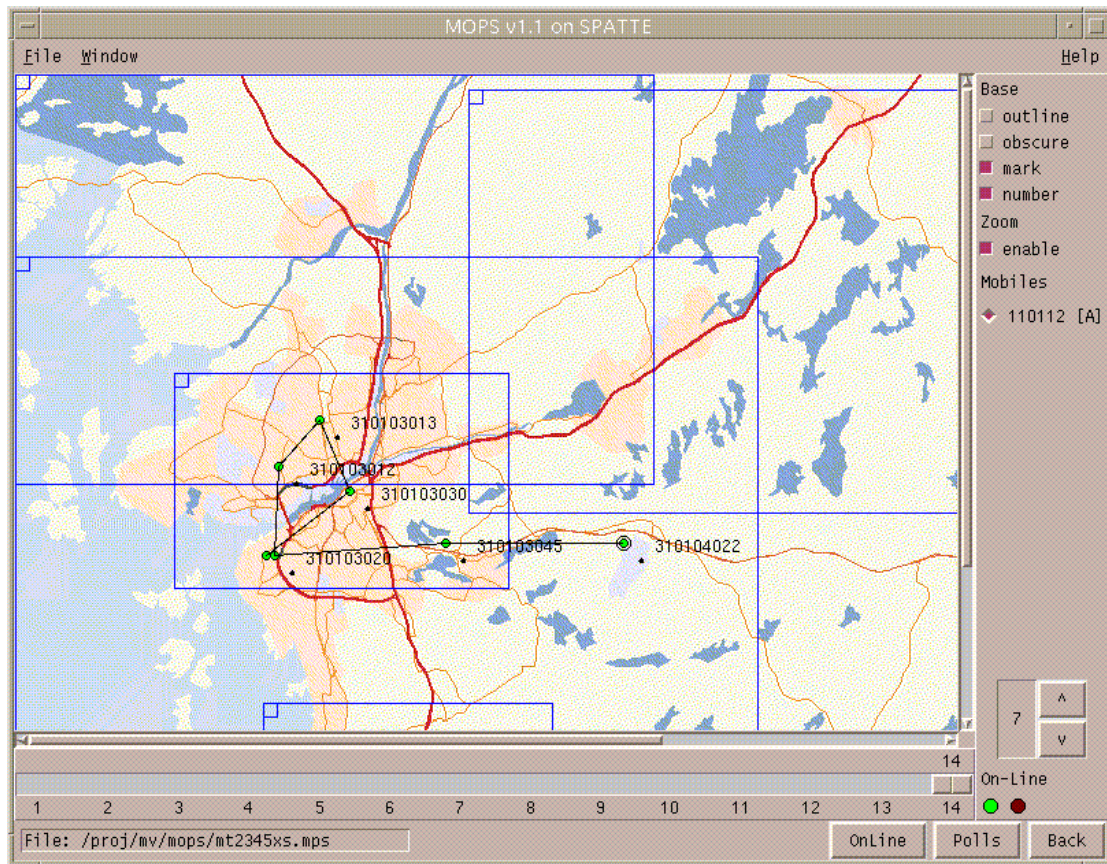 MOPS v1.1 on SPATTE
File Window Help
Base
outline
obscure
mark
number
Zoom
enable
Mobiles
110112 [A]
310103013
310103012
310103030
310103045
310104022
310103020
7
^
v
14
On-Line
1 2 3 4 5 6 7 8 9 10 11 12 13 14
File: /proj/mv/mops/mt2345xs.mps
OnLine Polls Back